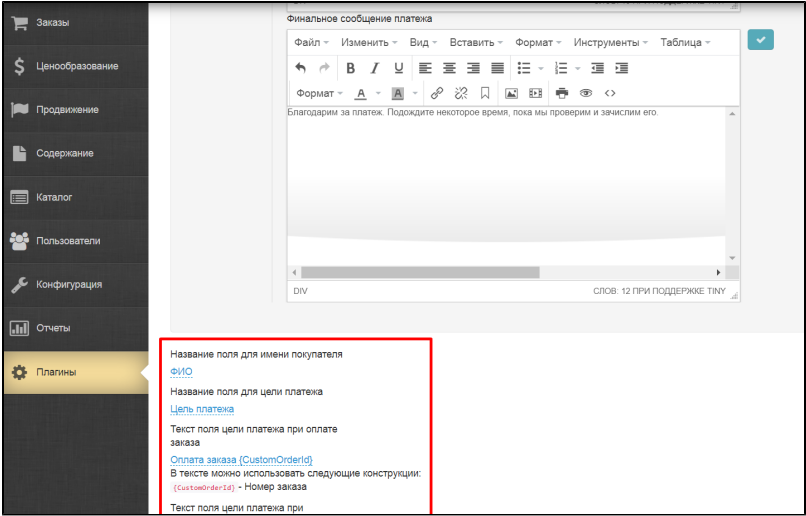 Финальное сообщение платежа
Заказы
Ценообразование
Продвижение
Содержание
Каталог
Пользователи
Конфигурация
Отчеты
Плагины
Файл Изменить Вид Вставить Формат Инструменты Таблица
Формат A A
Благодарим за платеж. Подождите некоторое время, пока мы проверим и зачислим его.
DIV СЛОВ: 12 ПРИ ПОДДЕРЖКЕ TINY
Название поля для имени покупателя
ФИО
Название поля для цели платежа
Цель платежа
Текст поля цели платежа при оплате
заказа
Оплата заказа {CustomOrderId}
В тексте можно использовать следующие конструкции:
{CustomOrderId} - Номер заказа
Текст поля цели платежа при